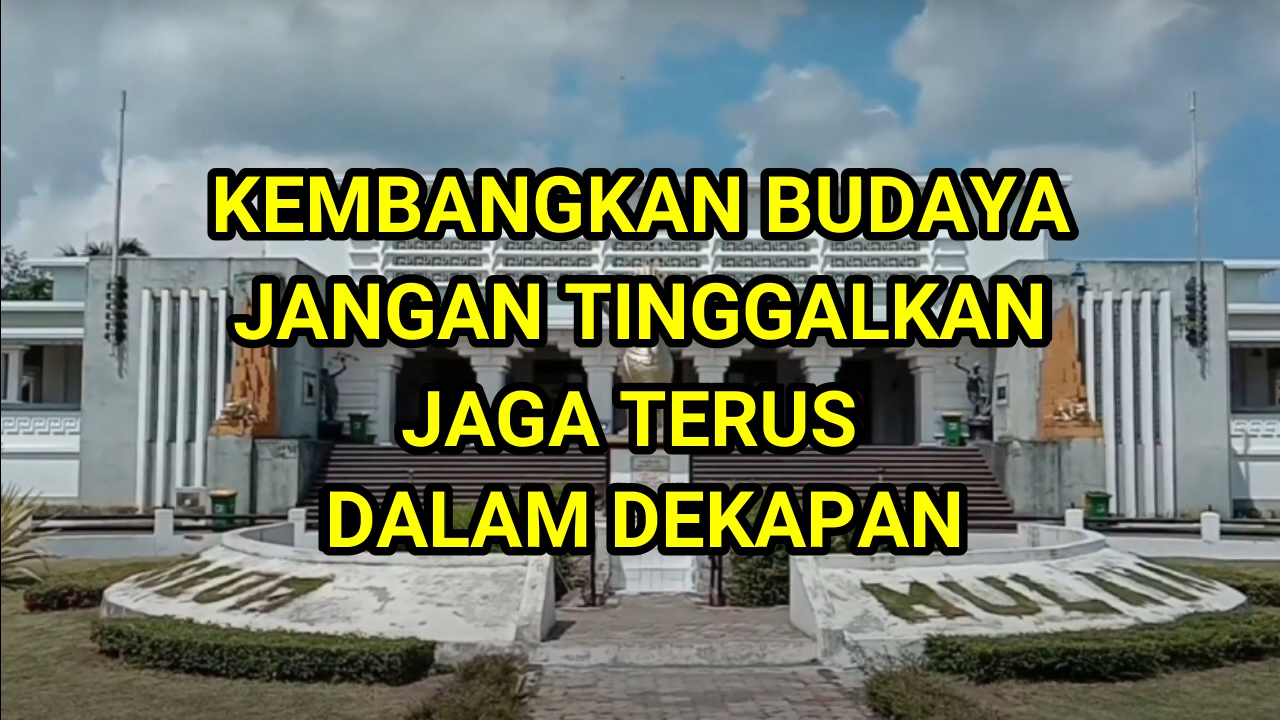 KEMBANGKAN BUDAYA
JANGAN TINGGALKAN
JAGA TERUS
DALAM DEKAPAN